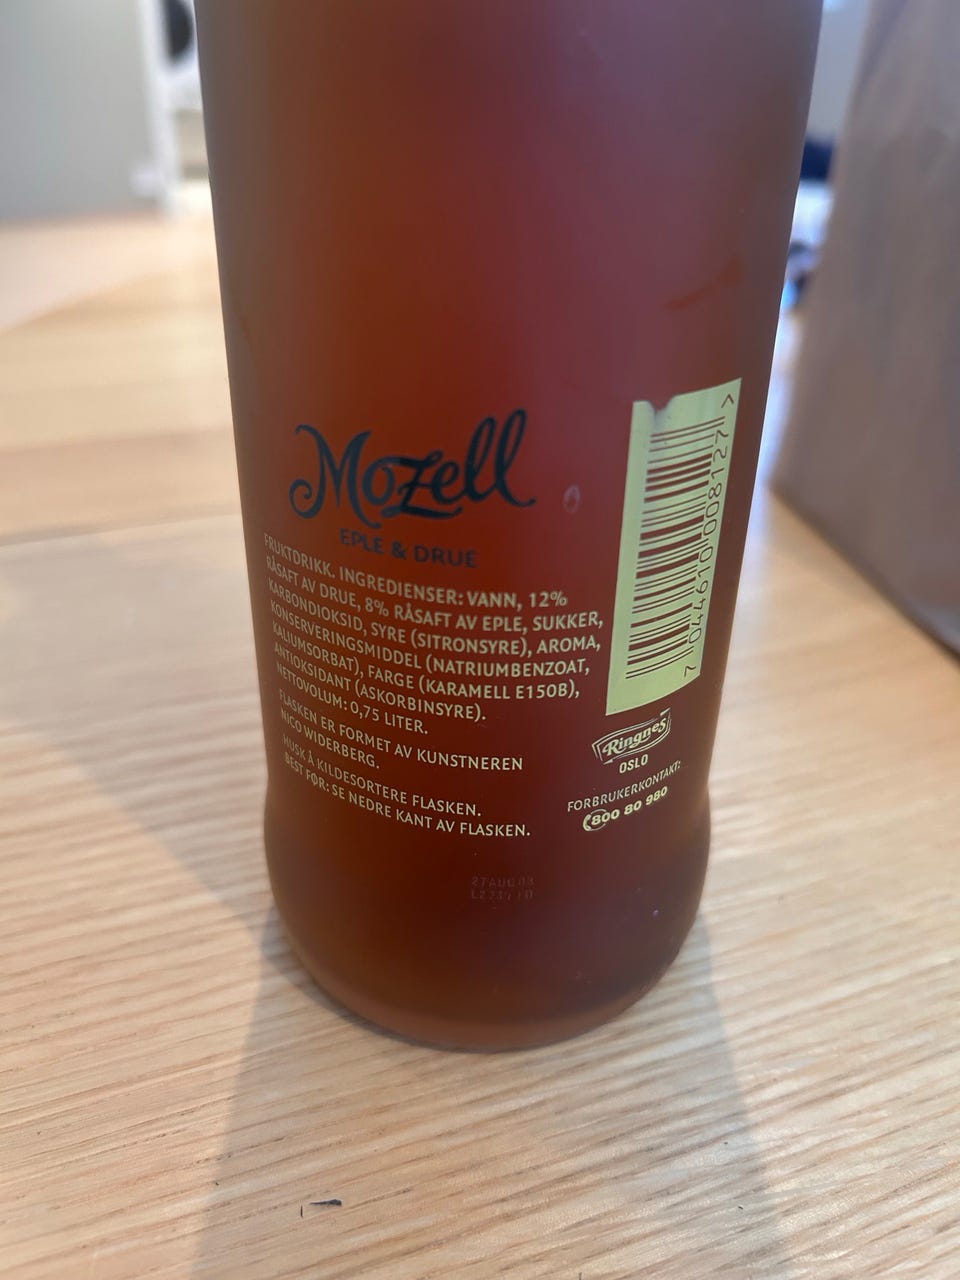 Mozell
EPLE & DRUE
FRUKTDRIKK. INGREDIENSER: VANN, 12%
RÅSAFT AV DRUE, 8% RÅSAFT AV EPLE, SUKKER,
KARBONDIOKSID, SYRE (SITRONSYRE), AROMA,
KONSERVERINGSMIDDEL (NATRIUMBENZOAT,
KALIUMSORBAT), FARGE (KARAMELL E150B),
ANTIOKSIDANT (ASKORBINSYRE).
NETTOVOLUM: 0,75 LITER.
FLASKEN ER FORMET AV KUNSTNEREN
NICO WIDERBERG.
HUSK Å KILDESORTERE FLASKEN.
BEST FØR: SE NEDRE KANT AV FLASKEN.
7 044610 008127 >
Ringnes
OSLO
FORBRUKERKONTAKT:
800 80 980
27AUG03